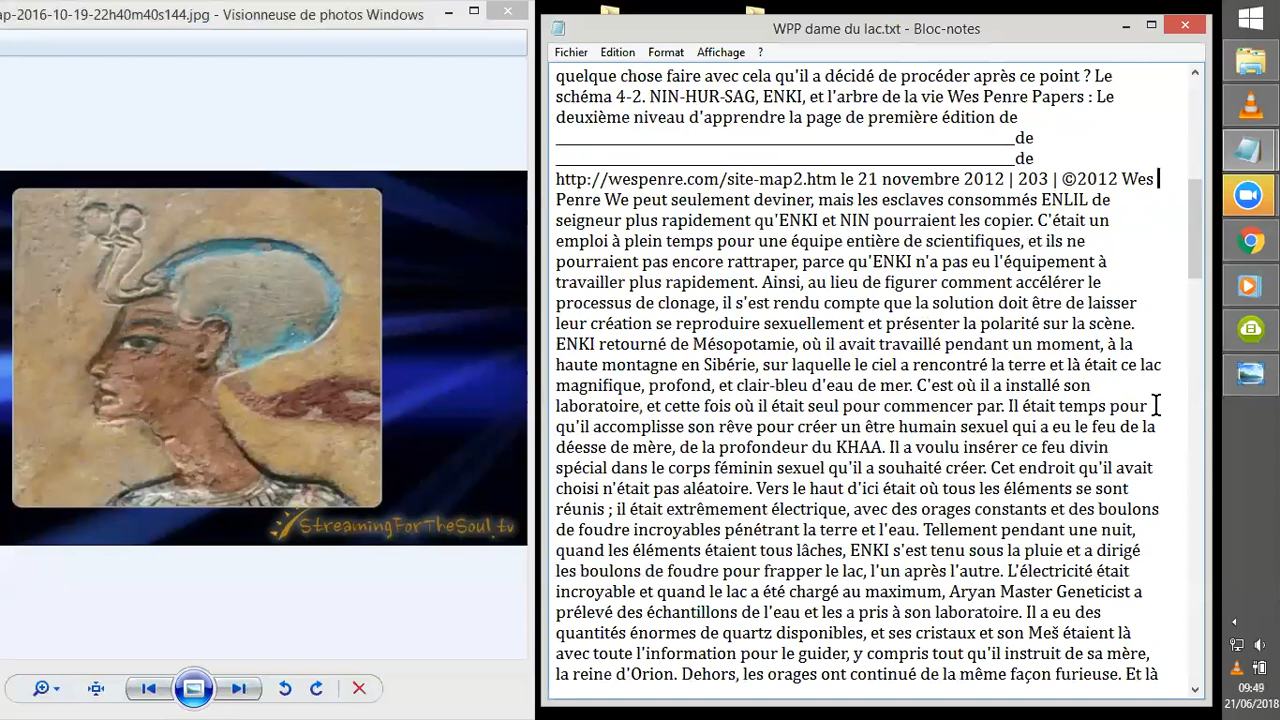 ap-2016-10-19-22h40m40s144.jpg - Visionneuse de photos Windows
WPP dame du lac.txt - Bloc-notes
Fichier Edition Format Affichage ?
quelque chose faire avec cela qu'il a décidé de procéder après ce point ? Le
schéma 4-2. NIN-HUR-SAG, ENKI, et l'arbre de la vie Wes Penre Papers : Le
deuxième niveau d'apprendre la page de première édition de
_______________________________________________________________de
_______________________________________________________________de
http://wespenre.com/site-map2.htm le 21 novembre 2012 | 203 | ©2012 Wes
Penre We peut seulement deviner, mais les esclaves consommés ENLIL de
seigneur plus rapidement qu'ENKI et NIN pourraient les copier. C'était un
emploi à plein temps pour une équipe entière de scientifiques, et ils ne
pourraient pas encore rattraper, parce qu'ENKI n'a pas eu l'équipement à
travailler plus rapidement. Ainsi, au lieu de figurer comment accélérer le
processus de clonage, il s'est rendu compte que la solution doit être de laisser
leur création se reproduire sexuellement et présenter la polarité sur la scène.
ENKI retourné de Mésopotamie, où il avait travaillé pendant un moment, à la
haute montagne en Sibérie, sur laquelle le ciel a rencontré la terre et là était ce lac
magnifique, profond, et clair-bleu d'eau de mer. C'est où il a installé son
laboratoire, et cette fois où il était seul pour commencer par. Il était temps pour
qu'il accomplisse son rêve pour créer un être humain sexuel qui a eu le feu de la
déesse de mère, de la profondeur du KHAA. Il a voulu insérer ce feu divin
spécial dans le corps féminin sexuel qu'il a souhaité créer. Cet endroit qu'il avait
choisi n'était pas aléatoire. Vers le haut d'ici était où tous les éléments se sont
réunis ; il était extrêmement électrique, avec des orages constants et des boulons
de foudre incroyables pénétrant la terre et l'eau. Tellement pendant une nuit,
quand les éléments étaient tous lâches, ENKI s'est tenu sous la pluie et a dirigé
les boulons de foudre pour frapper le lac, l'un après l'autre. L'électricité était
incroyable et quand le lac a été chargé au maximum, Aryan Master Geneticist a
prélevé des échantillons de l'eau et les a pris à son laboratoire. Il a eu des
quantités énormes de quartz disponibles, et ses cristaux et son Meš étaient là
avec toute l'information pour le guider, y compris tout qu'il instruit de sa mère,
la reine d'Orion. Dehors, les orages ont continué de la même façon furieuse. Et là
StreamingForTheSoul.tv
09:49
21/06/2018